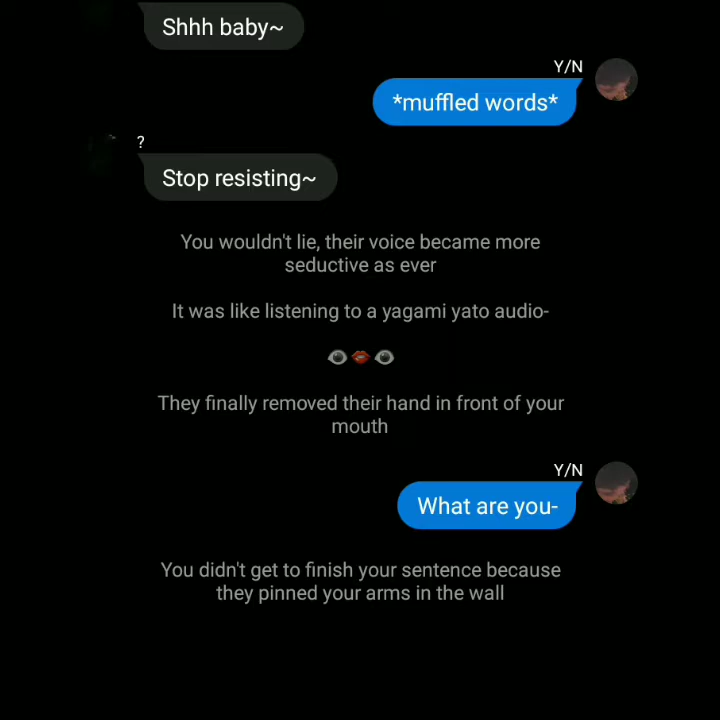 Shhh baby~
Y/N
*muffled words*
?
Stop resisting~
You wouldn't lie, their voice became more
seductive as ever
It was like listening to a yagami yato audio-
👁👄👁
They finally removed their hand in front of your
mouth
Y/N
What are you-
You didn't get to finish your sentence because
they pinned your arms in the wall